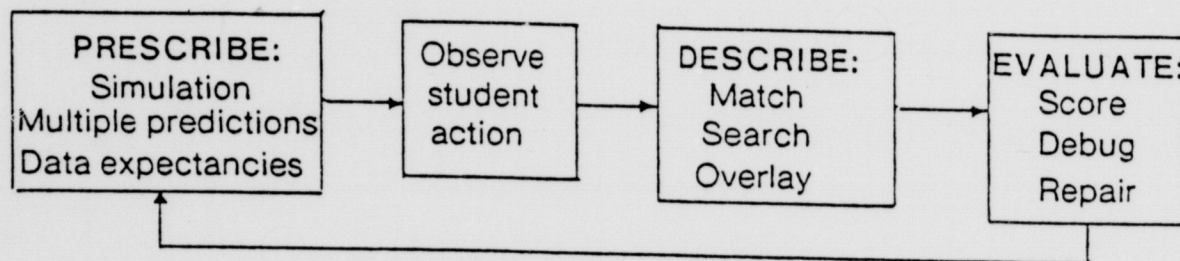 PRESCRIBE:
Simulation
Multiple predictions
Data expectancies
Observe
student
action
DESCRIBE:
Match
Search
Overlay
EVALUATE:
Score
Debug
Repair